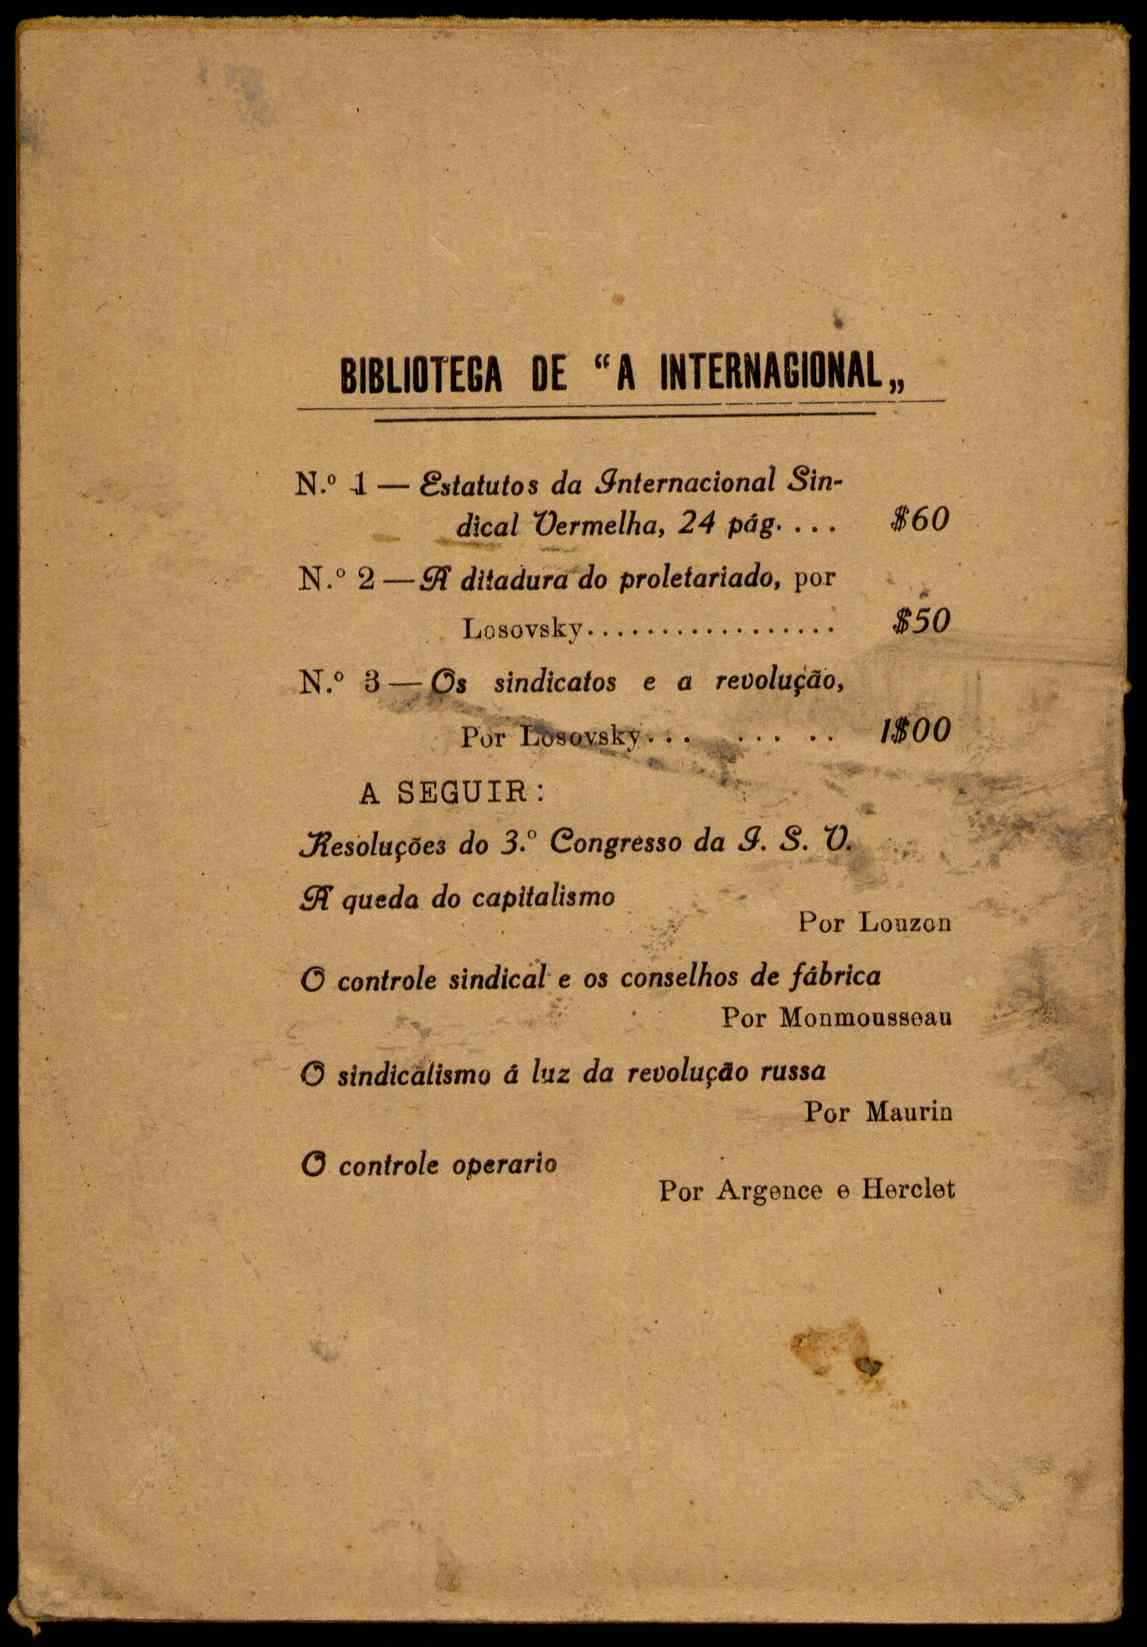 BIBLIOTECA DE “A INTERNACIONAL„
N.º 1 — Estatutos da Internacional Sin-
dical Vermelha, 24 pág. . . . $60
N.º 2 — A ditadura do proletariado, por
Losovsky. . . . . . . . . . . . . . . . . $50
N.º 3 — Os sindicatos e a revolução,
Por Losovsky. . . . . . . . 1$00
A SEGUIR:
Resoluções do 3.º Congresso da I. S. V.
A queda do capitalismo
Por Louzon
O controle sindical e os conselhos de fábrica
Por Monmousseau
O sindicalismo á luz da revolução russa
Por Maurin
O controle operario
Por Argence e Herclet